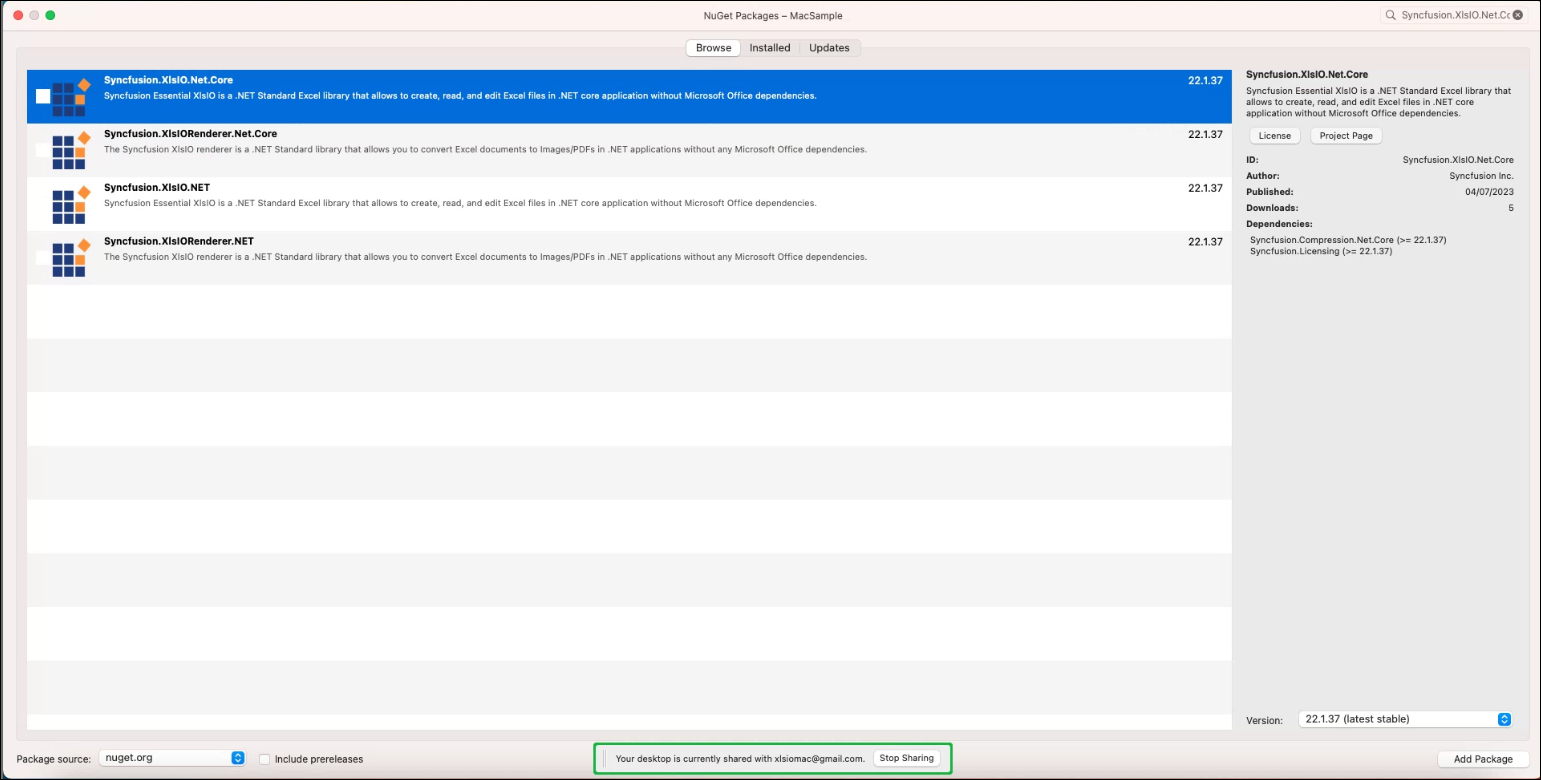 NuGet Packages – MacSample
Syncfusion.XlsIO.Net.Cc
Browse
Installed
Updates
Syncfusion.XlsIO.Net.Core
22.1.37
Syncfusion Essential XlsIO is a .NET Standard Excel library that allows to create, read, and edit Excel files in .NET core application without Microsoft Office dependencies.
Syncfusion.XlsIORenderer.Net.Core
22.1.37
The Syncfusion XlsIO renderer is a .NET Standard library that allows you to convert Excel documents to Images/PDFs in .NET applications without any Microsoft Office dependencies.
Syncfusion.XlsIO.NET
22.1.37
Syncfusion Essential XlsIO is a .NET Standard Excel library that allows to create, read, and edit Excel files in .NET core application without Microsoft Office dependencies.
Syncfusion.XlsIORenderer.NET
22.1.37
The Syncfusion XlsIO renderer is a .NET Standard library that allows you to convert Excel documents to Images/PDFs in .NET applications without any Microsoft Office dependencies.
Syncfusion.XlsIO.Net.Core
Syncfusion Essential XlsIO is a .NET Standard Excel library that
allows to create, read, and edit Excel files in .NET core
application without Microsoft Office dependencies.
License
Project Page
ID: Syncfusion.XlsIO.Net.Core
Author: Syncfusion Inc.
Published: 04/07/2023
Downloads: 5
Dependencies:
Syncfusion.Compression.Net.Core (>= 22.1.37)
Syncfusion.Licensing (>= 22.1.37)
Version: 22.1.37 (latest stable)
Package source: nuget.org
Include prereleases
Your desktop is currently shared with xlsiomac@gmail.com.
Stop Sharing
Add Package